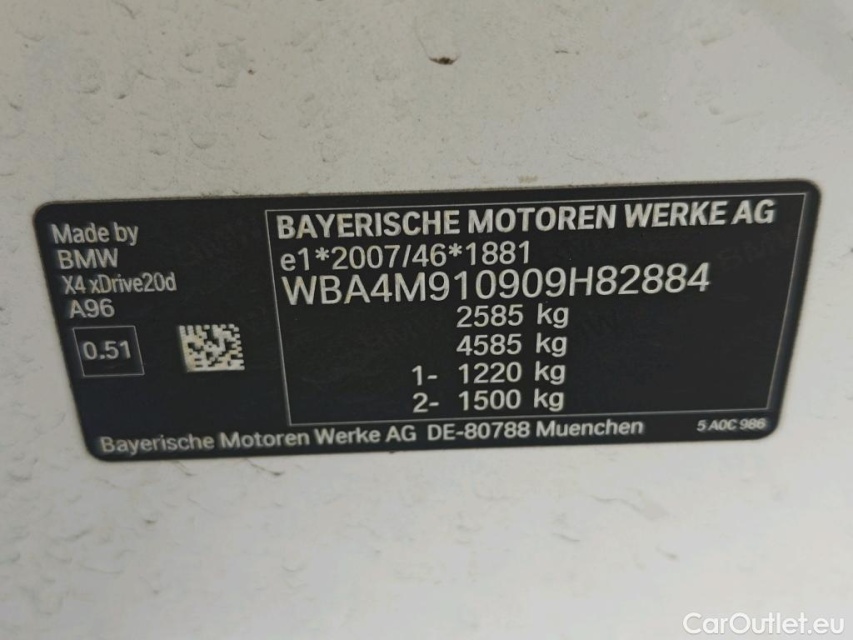 Made by
BMW
X4 xDrive20d
A96
0.51
BAYERISCHE MOTOREN WERKE AG
e1*2007/46*1881
WBA4M910909H82884
2585 kg
4585 kg
1- 1220 kg
2- 1500 kg
Bayerische Motoren Werke AG DE-80788 Muenchen
5 A0C 986
CarOutlet.eu